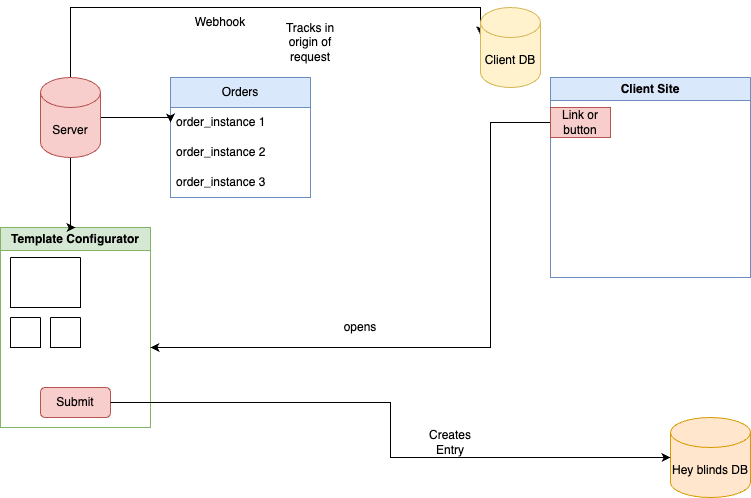 Webhook
Tracks in
origin of
request
Client DB
Server
Orders
order_instance 1
order_instance 2
order_instance 3
Client Site
Link or
button
Template Configurator
opens
Submit
Creates
Entry
Hey blinds DB